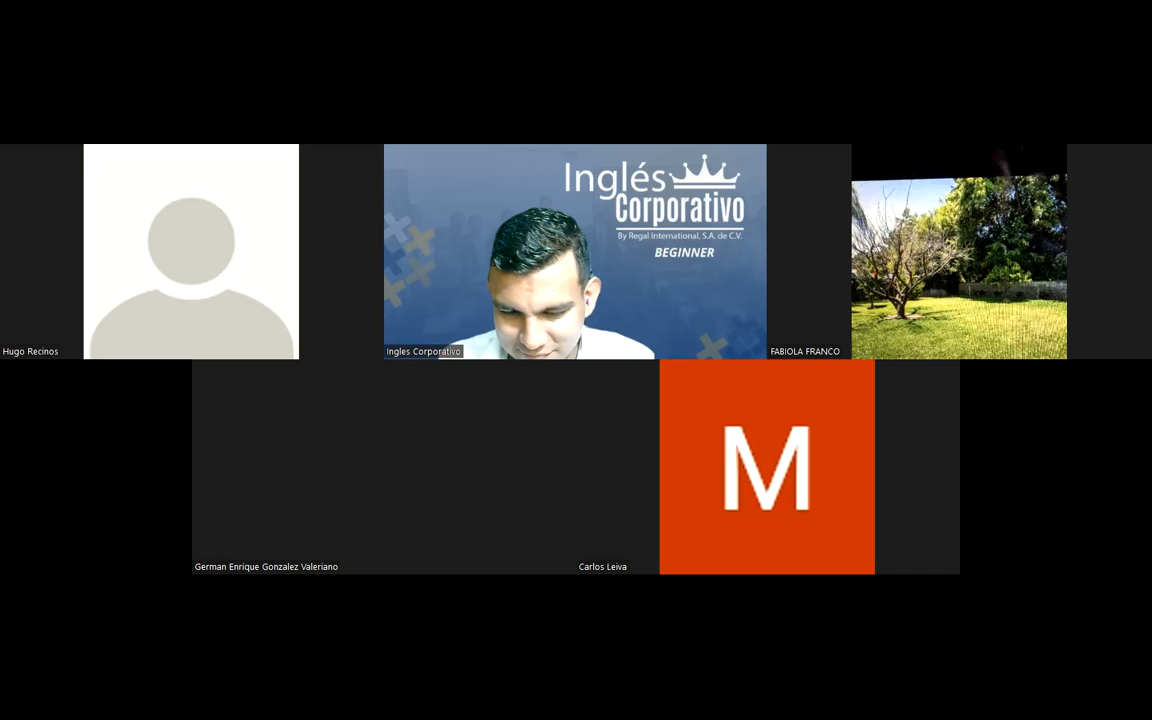 Inglés
Corporativo
By Regal International, S.A. de C.V.
BEGINNER
Hugo Recinos
Ingles Corporativo
FABIOLA FRANCO
M
German Enrique Gonzalez Valeriano
Carlos Leiva